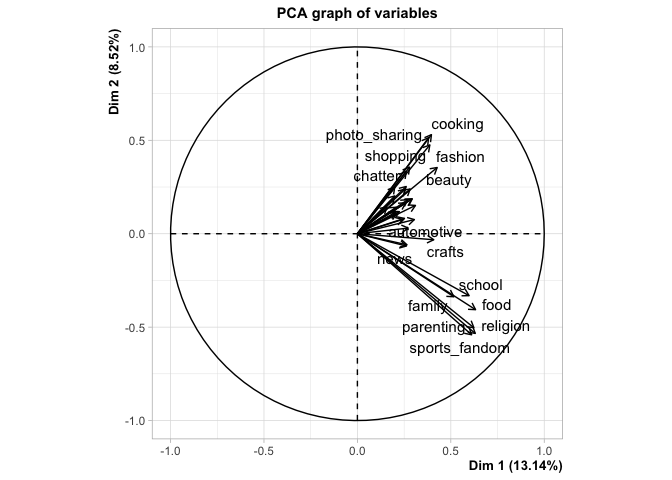 PCA graph of variables
Dim 2 (8.52%)
1.0
0.5
0.0
-0.5
-1.0
cooking
photo_sharing
shopping
fashion
chatter
beauty
automotive
crafts
news
school
family
food
parenting
religion
sports_fandom
-1.0
-0.5
0.0
0.5
1.0
Dim 1 (13.14%)